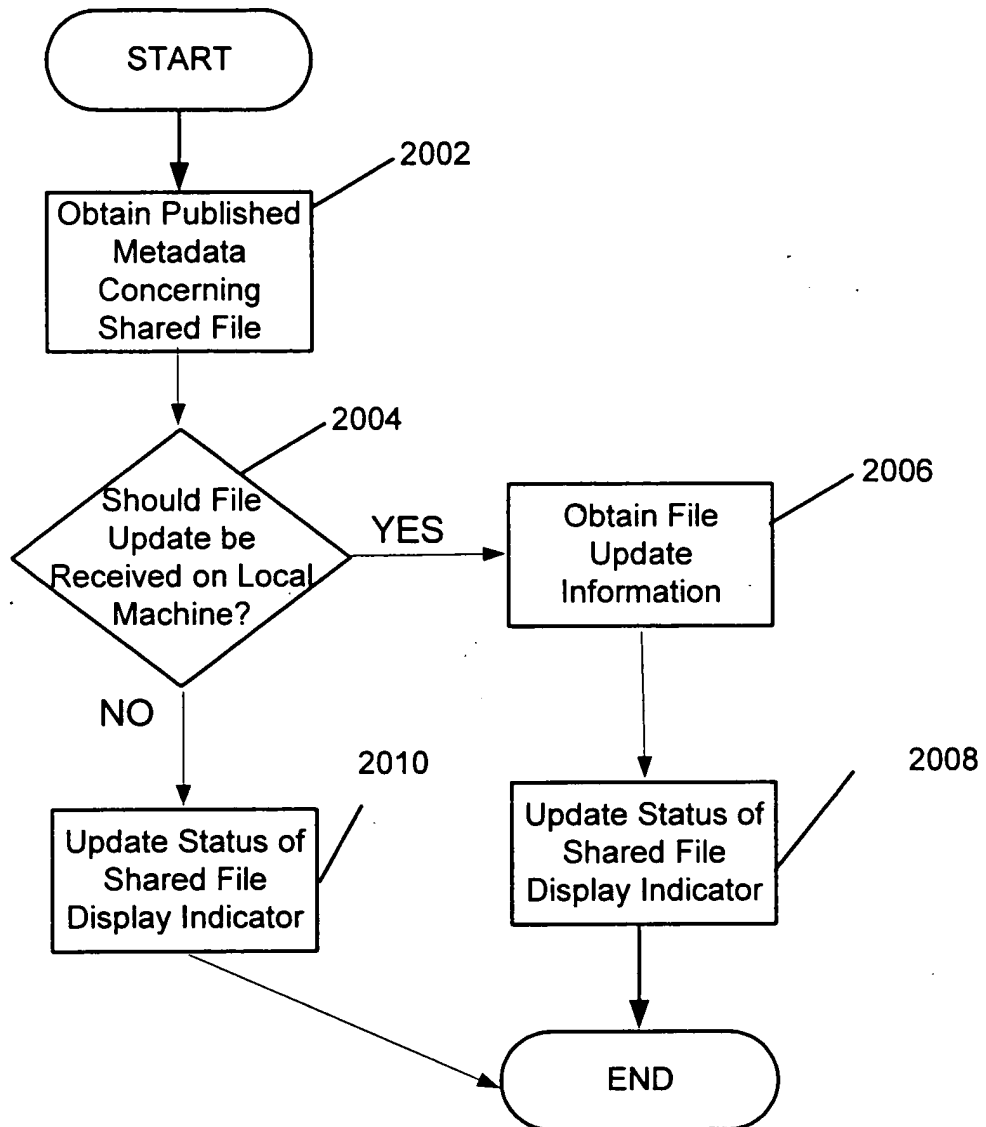 START
2002
Obtain Published
Metadata
Concerning
Shared File
2004
Should File
Update be
Received on Local
Machine?
YES
2006
Obtain File
Update
Information
NO
2010
Update Status of
Shared File
Display Indicator
2008
Update Status of
Shared File
Display Indicator
END